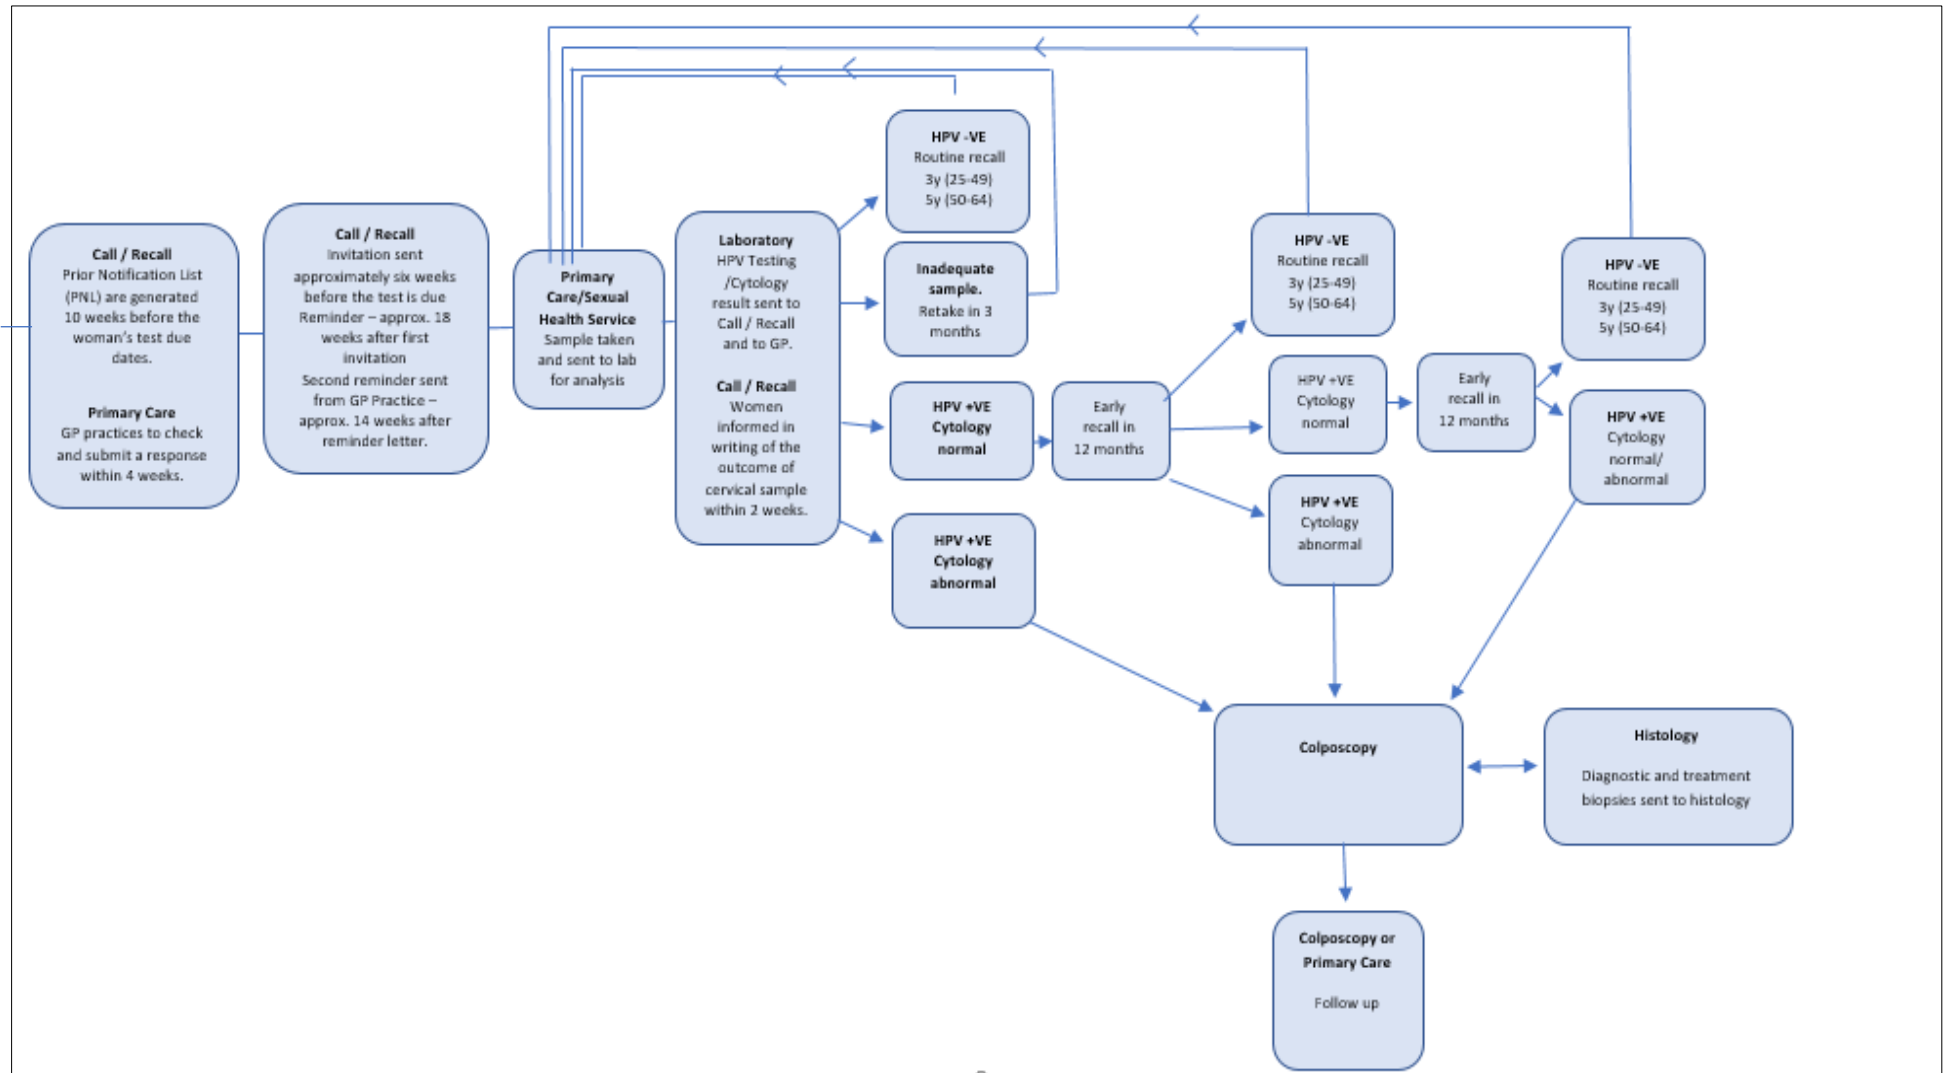 Call / Recall
Prior Notification List
(PNL) are generated
10 weeks before the
woman's test due
dates.
Primary Care
GP practices to check
and submit a response
within 4 weeks.
Call / Recall
Invitation sent
approximately six weeks
before the test is due
Reminder – approx. 18
weeks after first
invitation
Second reminder sent
from GP Practice –
approx. 14 weeks after
reminder letter.
Primary
Care/Sexual
Health Service
Sample taken
and sent to lab
for analysis
Laboratory
HPV Testing
/Cytology
result sent to
Call / Recall
and to GP.
Call / Recall
Women
informed in
writing of the
outcome of
cervical sample
within 2 weeks.
HPV -VE
Routine recall
3y (25-49)
5y (50-64)
Inadequate
sample.
Retake in 3
months
HPV +VE
Cytology
normal
HPV +VE
Cytology
abnormal
Early
recall in
12 months
HPV -VE
Routine recall
3y (25-49)
5y (50-64)
HPV +VE
Cytology
normal
HPV +VE
Cytology
abnormal
Early
recall in
12 months
HPV -VE
Routine recall
3y (25-49)
5y (50-64)
HPV +VE
Cytology
normal/
abnormal
Colposcopy
Histology
Diagnostic and treatment
biopsies sent to histology
Colposcopy or
Primary Care
Follow up